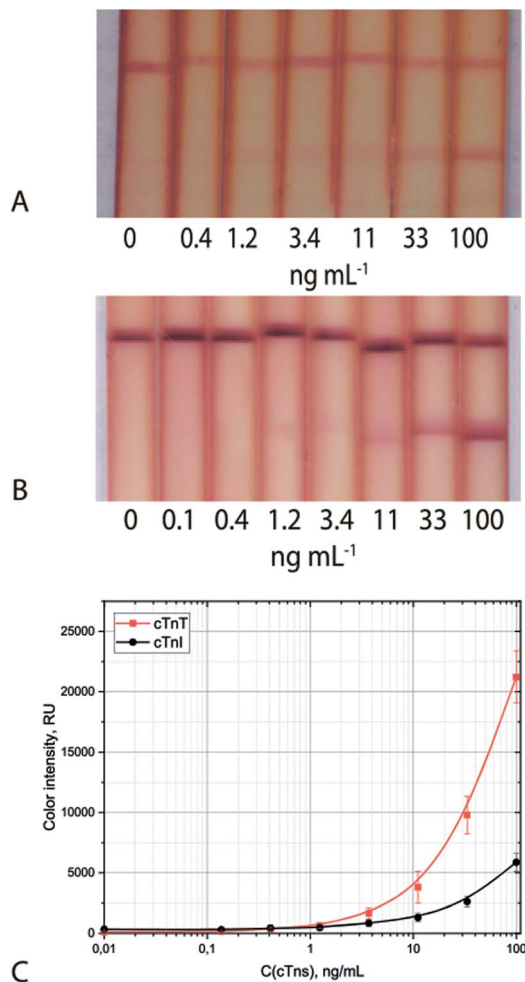 A
0 0.4 1.2 3.4 11 33 100
ng mL⁻¹
B
0 0.1 0.4 1.2 3.4 11 33 100
ng mL⁻¹
C
Color intensity, RU
25000
20000
15000
10000
5000
0
cTnT
cTnI
0,01 0,1 1 10 100
C(cTns), ng/mL